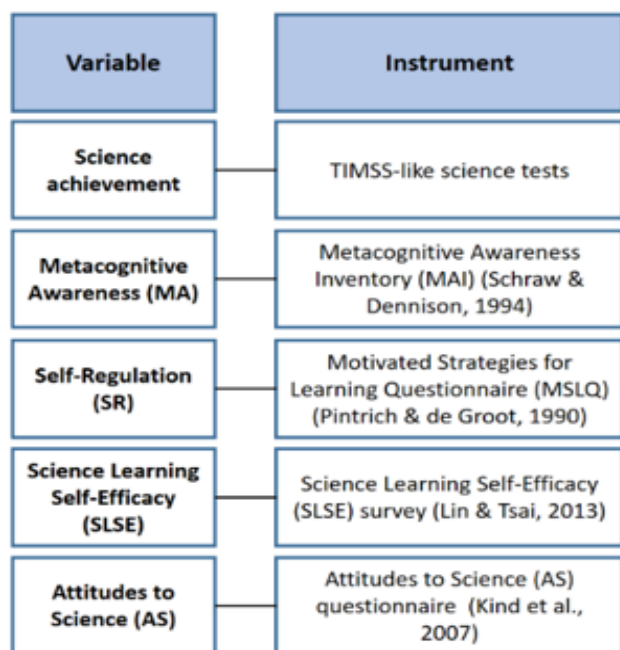 Variable
Instrument
Science
achievement
TIMSS-like science tests
Metacognitive
Awareness (MA)
Metacognitive Awareness
Inventory (MAI) (Schraw &
Dennison, 1994)
Self-Regulation
(SR)
Motivated Strategies for
Learning Questionnaire (MSLQ)
(Pintrich & de Groot, 1990)
Science Learning
Self-Efficacy
(SLSE)
Science Learning Self-Efficacy
(SLSE) survey (Lin & Tsai, 2013)
Attitudes to
Science (AS)
Attitudes to Science (AS)
questionnaire (Kind et al.,
2007)